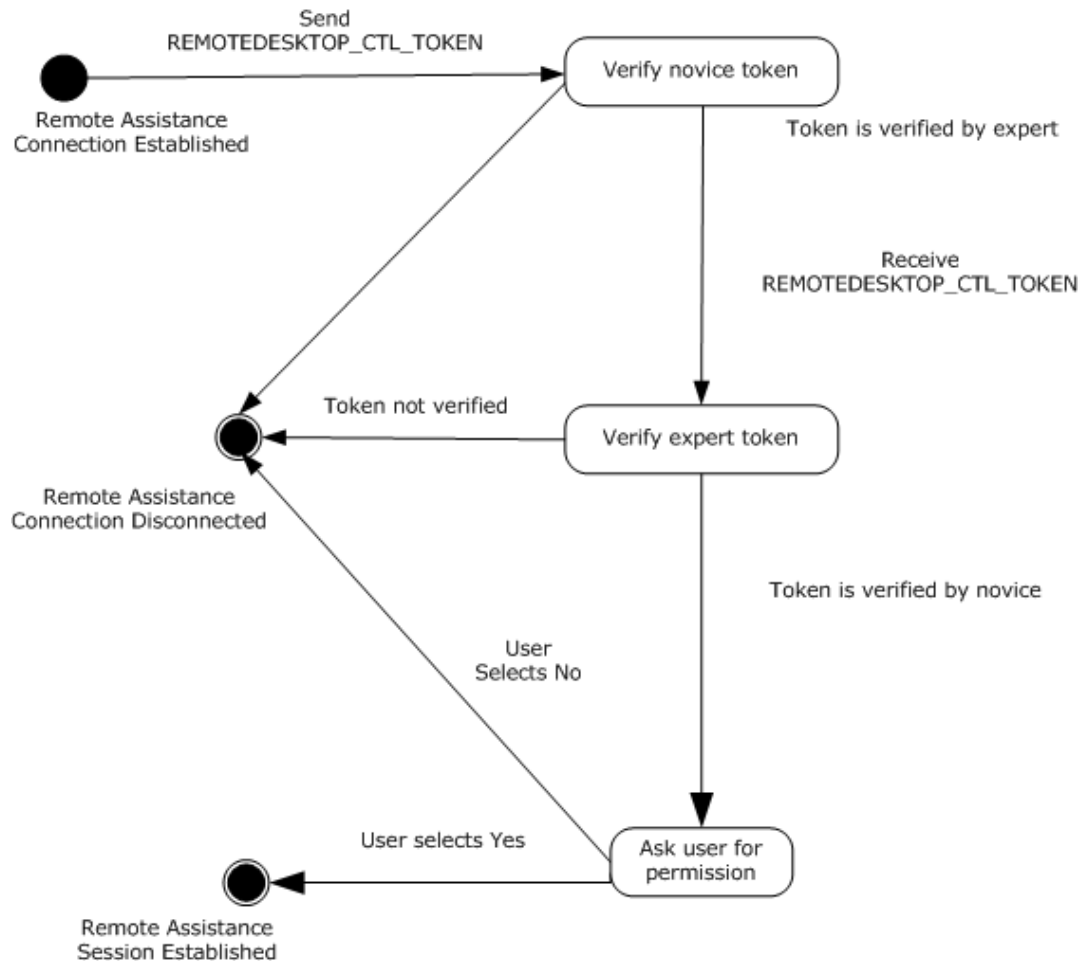 Send
REMOTEDESKTOP_CTL_TOKEN
Verify novice token
Remote Assistance
Connection Established
Token is verified by expert
Receive
REMOTEDESKTOP_CTL_TOKEN
Token not verified
Verify expert token
Remote Assistance
Connection Disconnected
Token is verified by novice
User
Selects No
User selects Yes
Ask user for
permission
Remote Assistance
Session Established